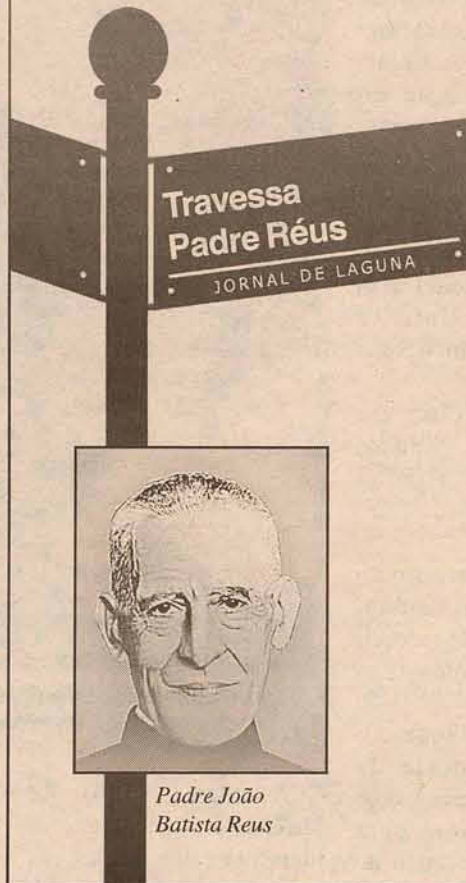 Travessa
Padre Réus
JORNAL DE LAGUNA
Padre João
Batista Reus